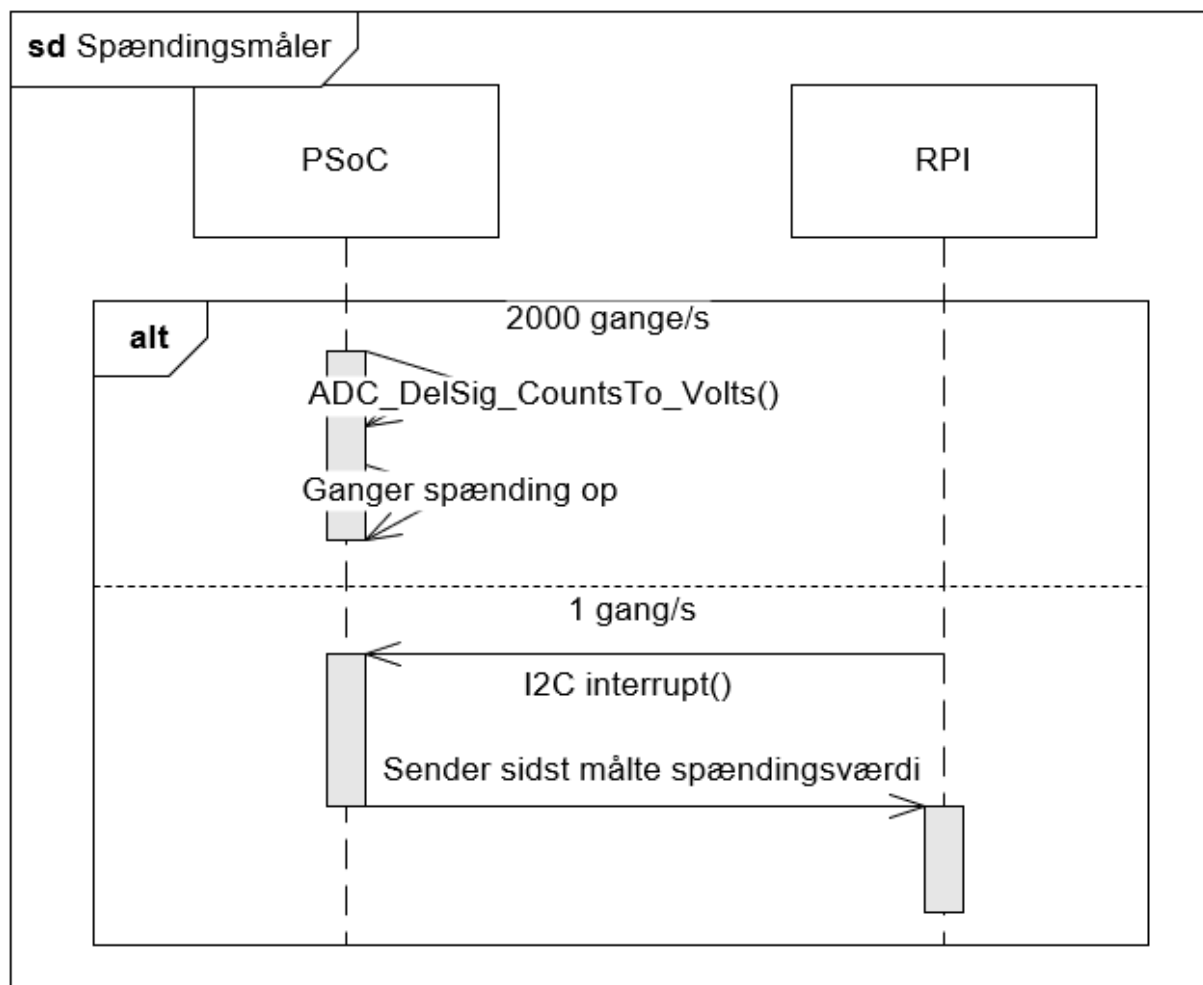 sd Spændingsmåler
PSoC
RPI
alt
2000 gange/s
ADC_DelSig_CountsTo_Volts()
Ganger spænding op
1 gang/s
I2C interrupt()
Sender sidst målte spændingsværdi